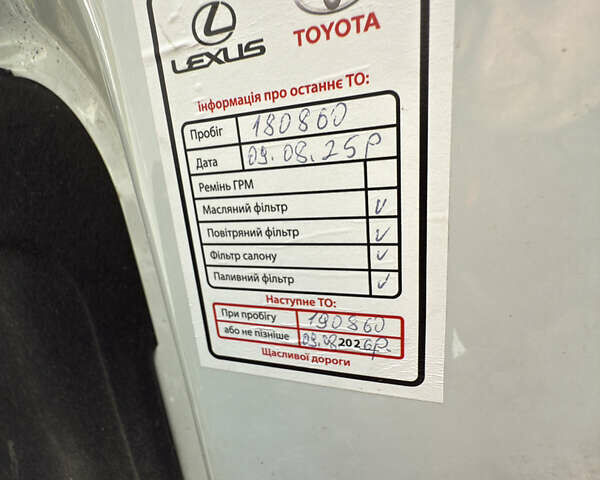 LEXUS TOYOTA
інформація про останнє ТО:
Пробіг 180860
Дата 09.08.25р
Ремінь ГРМ
Масляний фільтр ✓
Повітряний фільтр ✓
Фільтр салону ✓
Паливний фільтр ✓
Наступне ТО:
При пробігу 190860
або не пізніше 09.08.2026р.
Щасливої дороги